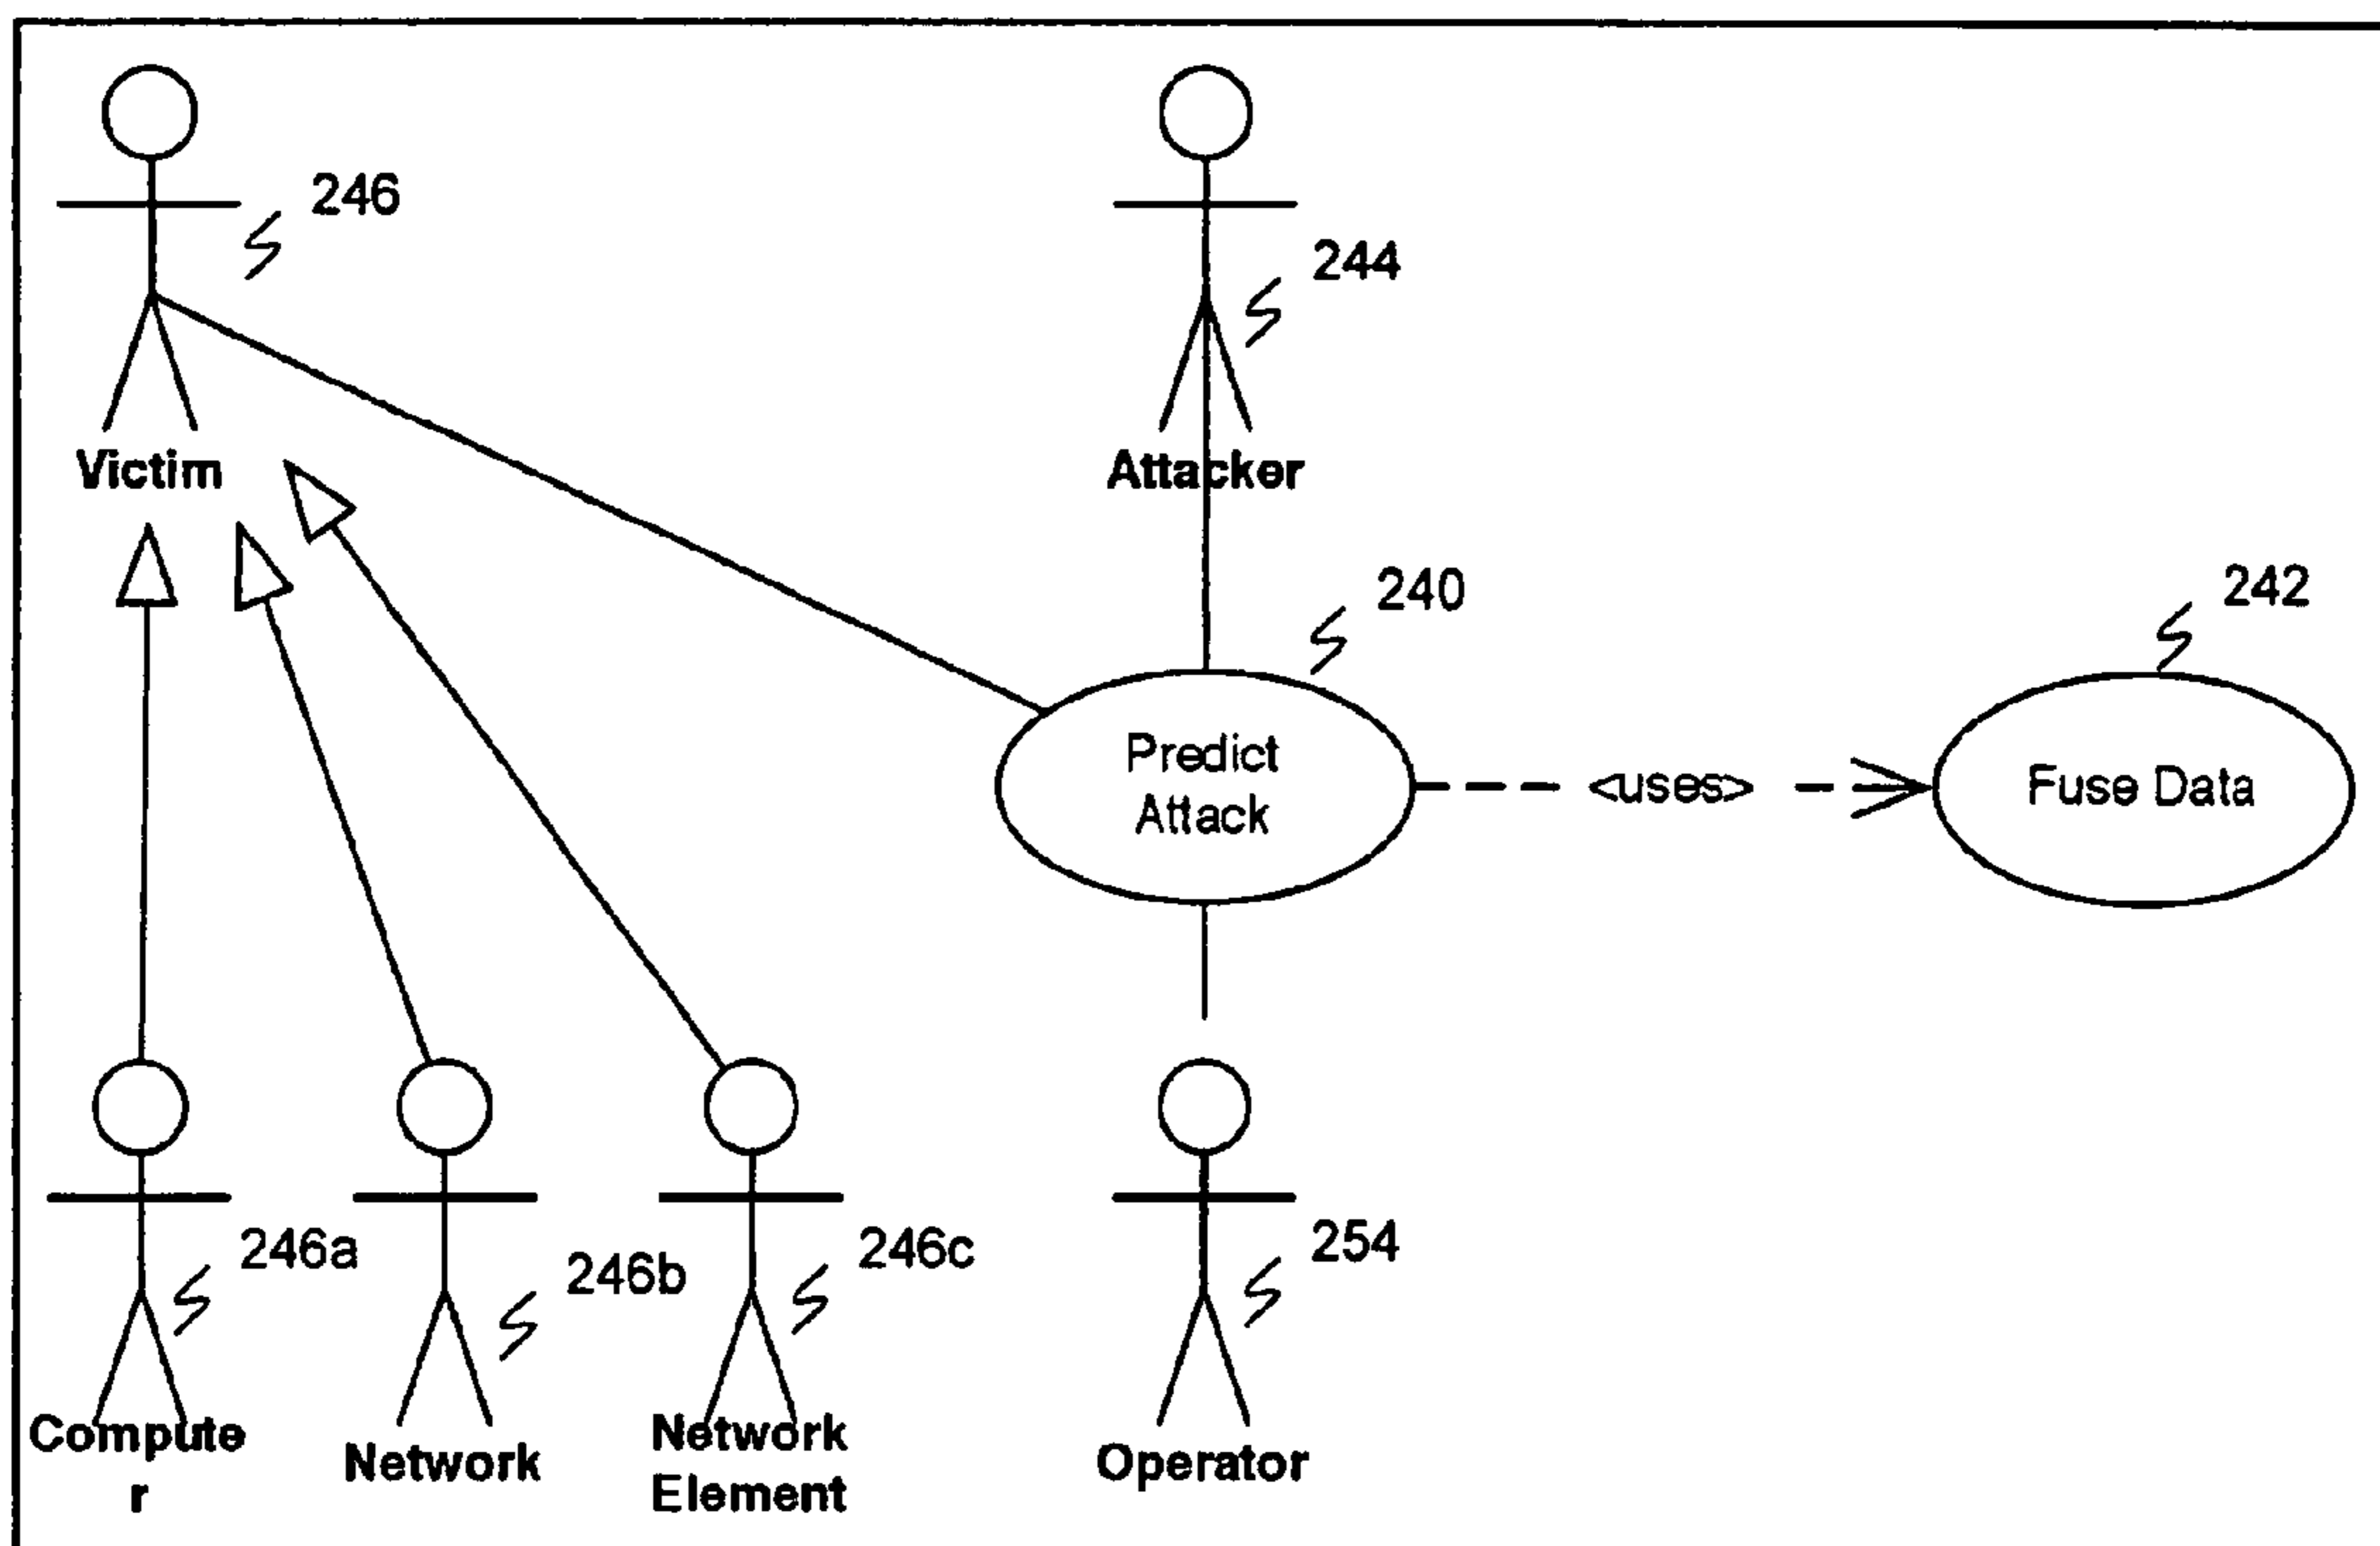 246
244
Victim
Attacker
240
242
Predict
Attack
<uses>
Fuse Data
246a
246b
246c
254
Compute
r
Network
Network
Element
Operator